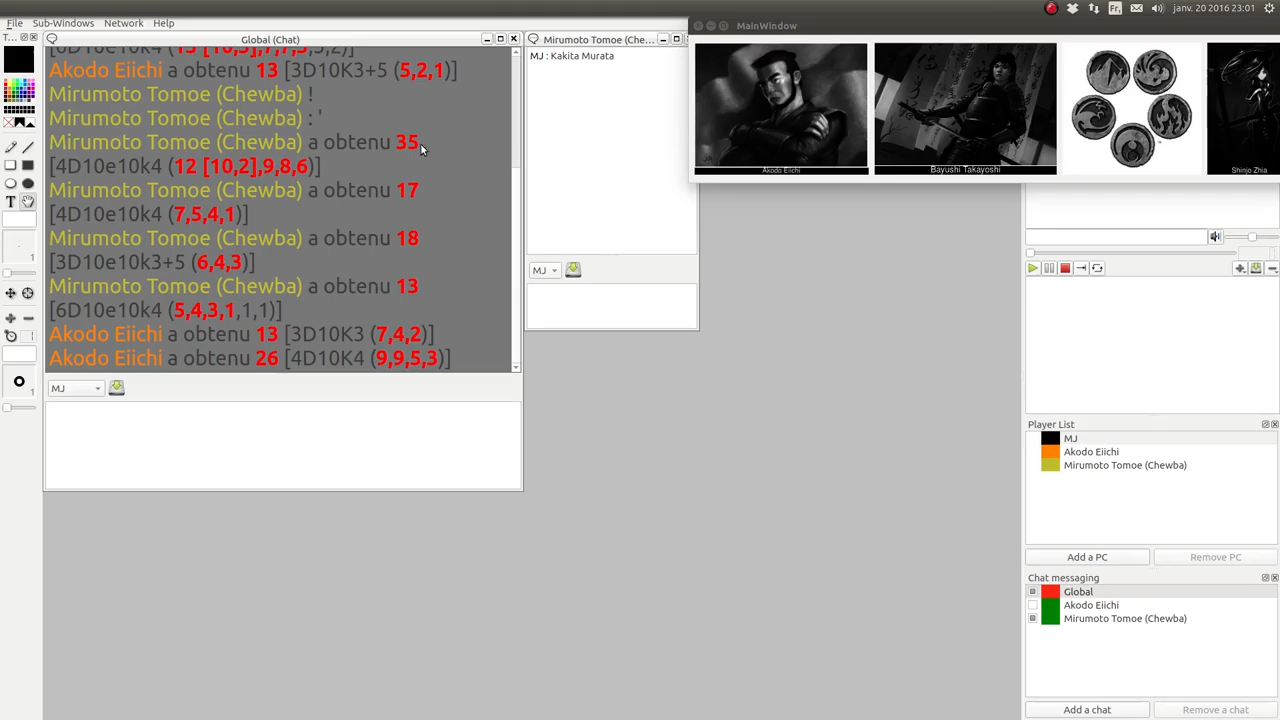 janv. 20 2016 23:01
Fr
File Sub-Windows Network Help
MainWindow
T...
Global (Chat)
Mirumoto Tomoe (Che...
MJ : Kakita Murata
Akodo Eiichi
Bayushi Takayoshi
Shinjo Zhia
Akodo Eiichi a obtenu 13 [3D10K3+5 (5,2,1)]
Mirumoto Tomoe (Chewba) !
Mirumoto Tomoe (Chewba) : '
Mirumoto Tomoe (Chewba) a obtenu 35
[4D10e10k4 (12 [10,2],9,8,6)]
Mirumoto Tomoe (Chewba) a obtenu 17
[4D10e10k4 (7,5,4,1)]
Mirumoto Tomoe (Chewba) a obtenu 18
[3D10e10k3+5 (6,4,3)]
Mirumoto Tomoe (Chewba) a obtenu 13
[6D10e10k4 (5,4,3,1,1,1)]
Akodo Eiichi a obtenu 13 [3D10K3 (7,4,2)]
Akodo Eiichi a obtenu 26 [4D10K4 (9,9,5,3)]
MJ
MJ
T
1
1
Player List
MJ
Akodo Eiichi
Mirumoto Tomoe (Chewba)
Add a PC Remove PC
Chat messaging
Global
Akodo Eiichi
Mirumoto Tomoe (Chewba)
Add a chat Remove a chat